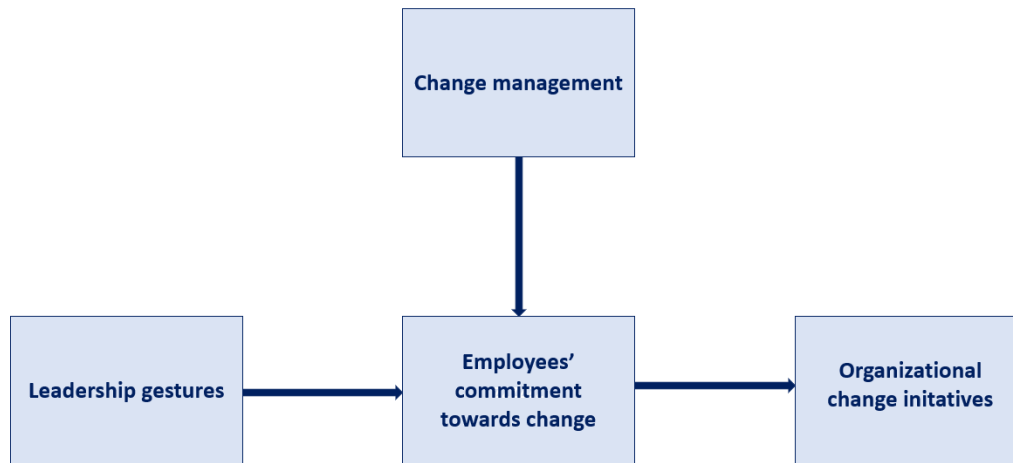 Change management
Leadership gestures
Employees’
commitment
towards change
Organizational
change initatives